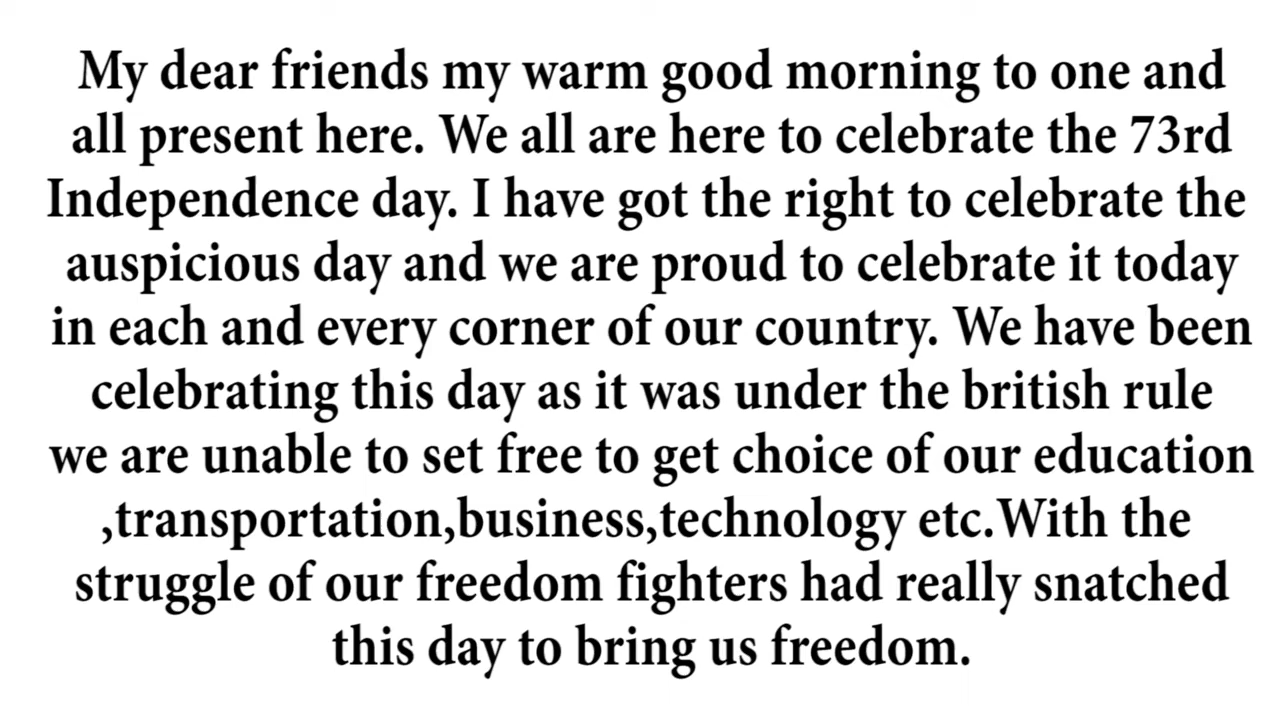 My dear friends my warm good morning to one and
all present here. We all are here to celebrate the 73rd
Independence day. I have got the right to celebrate the
auspicious day and we are proud to celebrate it today
in each and every corner of our country. We have been
celebrating this day as it was under the british rule
we are unable to set free to get choice of our education
,transportation,business,technology etc.With the
struggle of our freedom fighters had really snatched
this day to bring us freedom.